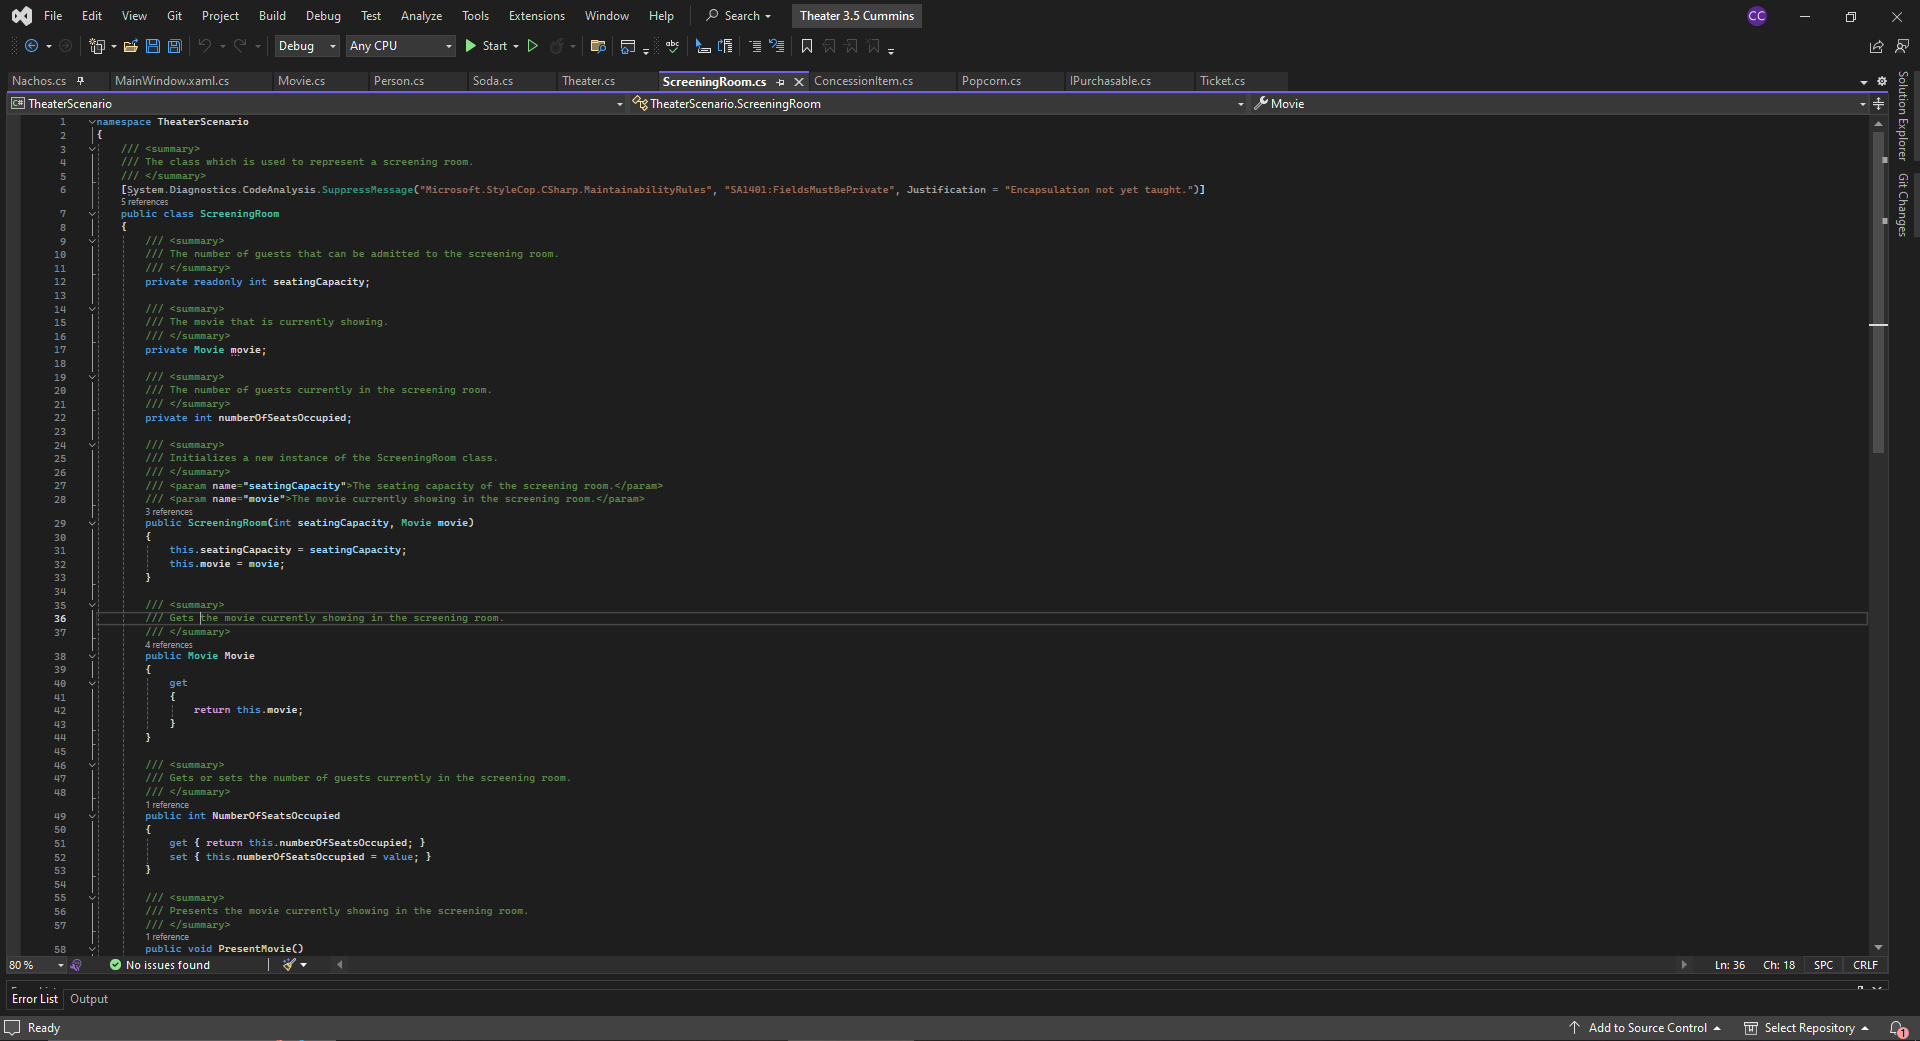 File Edit View Git Project Build Debug Test Analyze Tools Extensions Window Help Search Theater 3.5 Cummins CC
Debug Any CPU Start
Nachos.cs MainWindow.xaml.cs Movie.cs Person.cs Soda.cs Theater.cs ScreeningRoom.cs ConcessionItem.cs Popcorn.cs IPurchasable.cs Ticket.cs
C# TheaterScenario TheaterScenario.ScreeningRoom Movie
Solution Explorer
Git Changes
1 namespace TheaterScenario
2 {
3 /// <summary>
4 /// The class which is used to represent a screening room.
5 /// </summary>
6 [System.Diagnostics.CodeAnalysis.SuppressMessage("Microsoft.StyleCop.CSharp.MaintainabilityRules", "SA1401:FieldsMustBePrivate", Justification = "Encapsulation not yet taught.")]
5 references
7 public class ScreeningRoom
8 {
9 /// <summary>
10 /// The number of guests that can be admitted to the screening room.
11 /// </summary>
12 private readonly int seatingCapacity;
13
14 /// <summary>
15 /// The movie that is currently showing.
16 /// </summary>
17 private Movie movie;
18
19 /// <summary>
20 /// The number of guests currently in the screening room.
21 /// </summary>
22 private int numberOfSeatsOccupied;
23
24 /// <summary>
25 /// Initializes a new instance of the ScreeningRoom class.
26 /// </summary>
27 /// <param name="seatingCapacity">The seating capacity of the screening room.</param>
28 /// <param name="movie">The movie currently showing in the screening room.</param>
3 references
29 public ScreeningRoom(int seatingCapacity, Movie movie)
30 {
31 this.seatingCapacity = seatingCapacity;
32 this.movie = movie;
33 }
34
35 /// <summary>
36 /// Gets the movie currently showing in the screening room.
37 /// </summary>
4 references
38 public Movie Movie
39 {
40 get
41 {
42 return this.movie;
43 }
44 }
45
46 /// <summary>
47 /// Gets or sets the number of guests currently in the screening room.
48 /// </summary>
1 reference
49 public int NumberOfSeatsOccupied
50 {
51 get { return this.numberOfSeatsOccupied; }
52 set { this.numberOfSeatsOccupied = value; }
53 }
54
55 /// <summary>
56 /// Presents the movie currently showing in the screening room.
57 /// </summary>
1 reference
58 public void PresentMovie()
80 % No issues found Ln: 36 Ch: 18 SPC CRLF
Error List Output
Ready Add to Source Control Select Repository 1